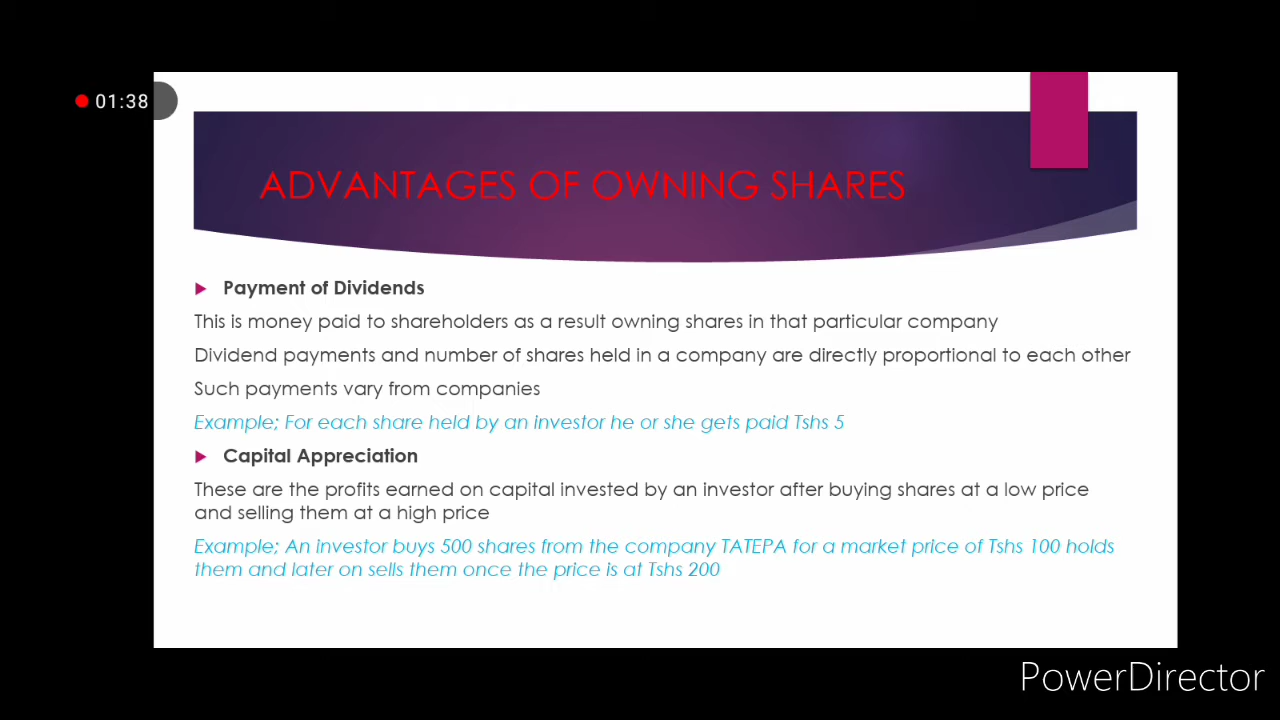 01:38
ADVANTAGES OF OWNING SHARES
Payment of Dividends
This is money paid to shareholders as a result owning shares in that particular company
Dividend payments and number of shares held in a company are directly proportional to each other
Such payments vary from companies
Example; For each share held by an investor he or she gets paid Tshs 5
Capital Appreciation
These are the profits earned on capital invested by an investor after buying shares at a low price
and selling them at a high price
Example; An investor buys 500 shares from the company TATEPA for a market price of Tshs 100 holds
them and later on sells them once the price is at Tshs 200
PowerDirector